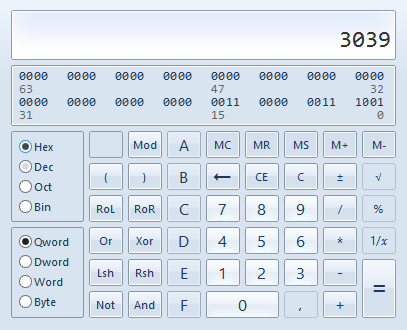 3039
0000 0000 0000 0000 0000 0000 0000 0000
63 47 32
0000 0000 0000 0000 0011 0000 0011 1001
31 15 0
Hex Mod A MC MR MS M+ M-
Dec ( ) B ← CE C ± √
Oct
Bin RoL RoR C 7 8 9 / %
Qword Or Xor D 4 5 6 * 1/x
Dword Lsh Rsh E 1 2 3 - =
Word
Byte Not And F 0 , +